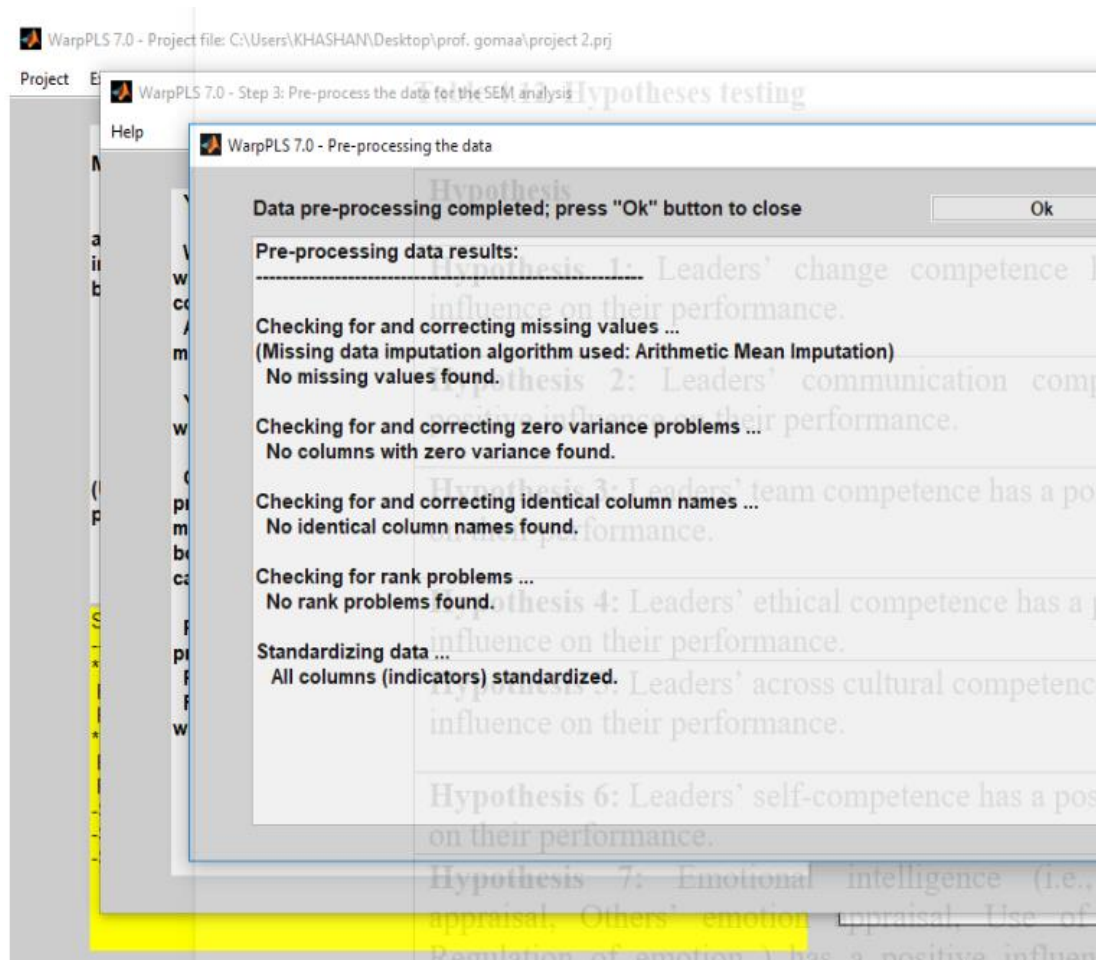 WarpPLS 7.0 - Project file: C:\Users\KHASHAN\Desktop\prof. gomaa\project 2.prj
Project
WarpPLS 7.0 - Step 3: Pre-process the data for the SEM analysis
Table 4.12: Hypotheses testing
Help
WarpPLS 7.0 - Pre-processing the data
Hypothesis
Data pre-processing completed; press "Ok" button to close
Ok
Pre-processing data results:
Hypothesis 1: Leaders' change competence
influence on their performance.
Checking for and correcting missing values ...
(Missing data imputation algorithm used: Arithmetic Mean Imputation)
No missing values found.
Hypothesis 2: Leaders' communication
positive influence on their performance.
Checking for and correcting zero variance problems ...
No columns with zero variance found.
Hypothesis 3: Leaders' team competence has a
on their performance.
Checking for and correcting identical column names ...
No identical column names found.
Checking for rank problems ...
No rank problems found.
Hypothesis 4: Leaders' ethical competence has a
influence on their performance.
Standardizing data ...
All columns (indicators) standardized.
Hypothesis 5: Leaders' across cultural
influence on their performance.
Hypothesis 6: Leaders' self-competence has a
on their performance.
Hypothesis 7: Emotional intelligence (i.e.,
appraisal, Others' emotion appraisal, Use of
Regulation of emotion ) has a positive